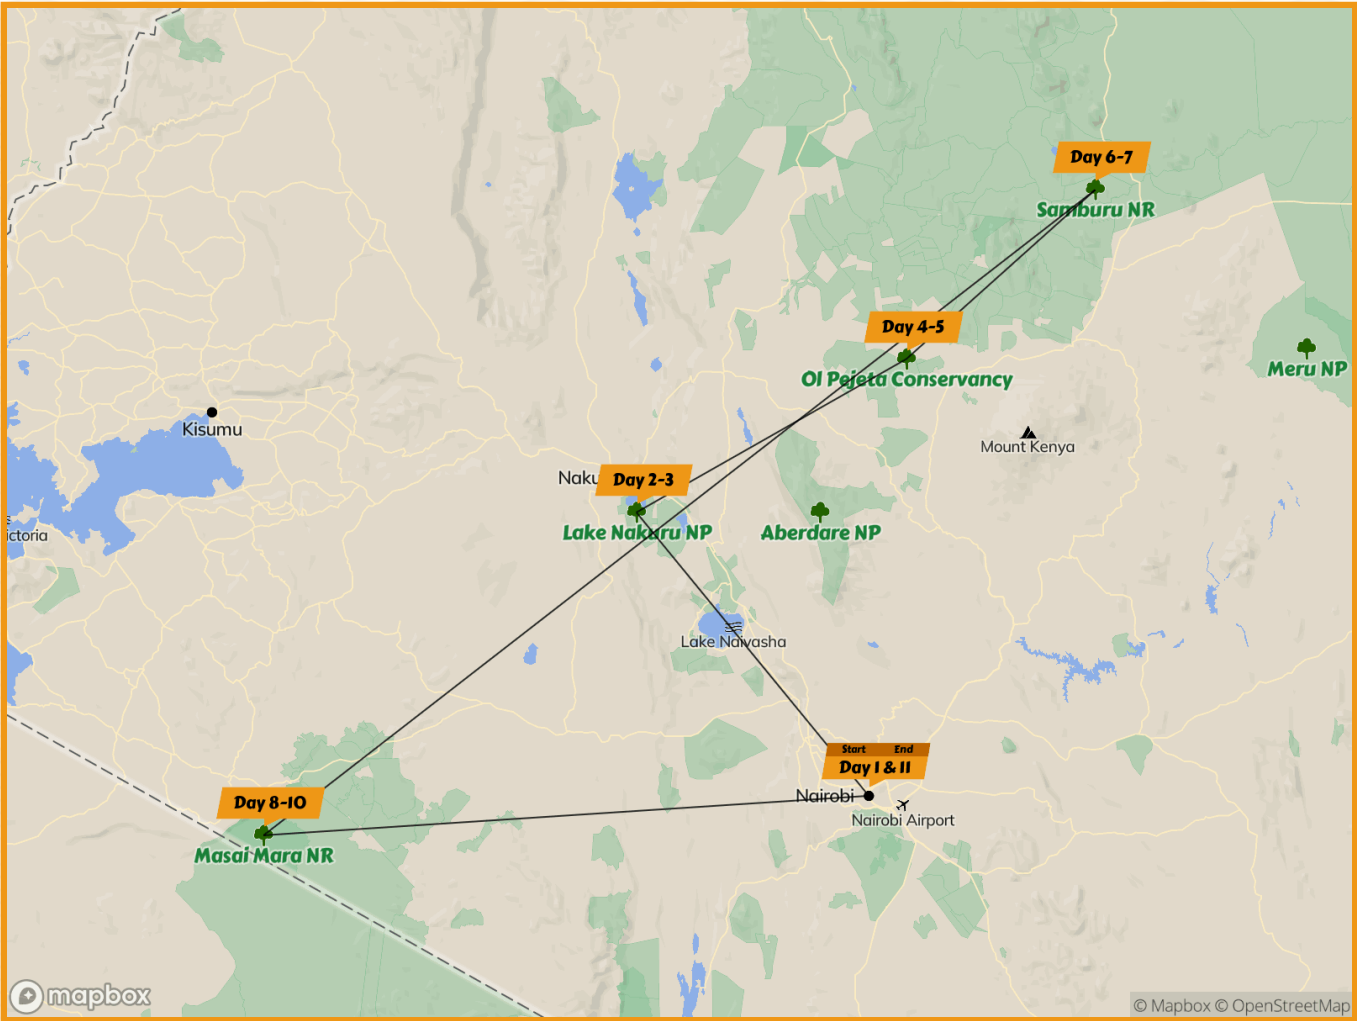 Day 6-7
Samburu NR
Day 4-5
Ol Pejeta Conservancy
Meru NP
Kisumu
Mount Kenya
Naku
Day 2-3
Lake Nakuru NP
Aberdare NP
ictoria
Lake Naivasha
Start End
Day 1 & 11
Nairobi
Nairobi Airport
Day 8-10
Masai Mara NR
mapbox
© Mapbox © OpenStreetMap